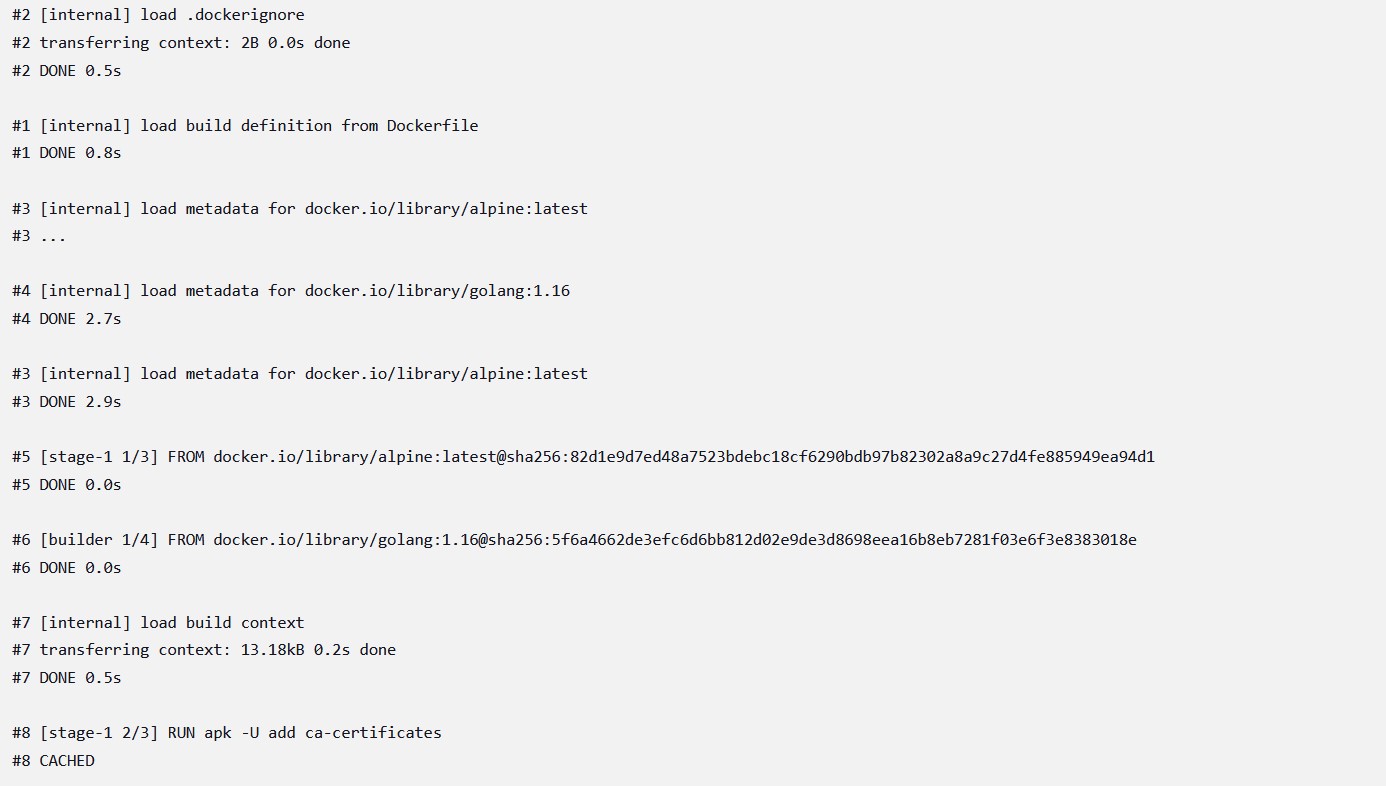 #2 [internal] load .dockerignore
#2 transferring context: 2B 0.0s done
#2 DONE 0.5s
#1 [internal] load build definition from Dockerfile
#1 DONE 0.8s
#3 [internal] load metadata for docker.io/library/alpine:latest
#3 ...
#4 [internal] load metadata for docker.io/library/golang:1.16
#4 DONE 2.7s
#3 [internal] load metadata for docker.io/library/alpine:latest
#3 DONE 2.9s
#5 [stage-1 1/3] FROM docker.io/library/alpine:latest@sha256:82d1e9d7ed48a7523bdebc18cf6290bdb97b82302a8a9c27d4fe885949ea94d1
#5 DONE 0.0s
#6 [builder 1/4] FROM docker.io/library/golang:1.16@sha256:5f6a4662de3efc6d6bb812d02e9de3d8698eea16b8eb7281f03e6f3e8383018e
#6 DONE 0.0s
#7 [internal] load build context
#7 transferring context: 13.18kB 0.2s done
#7 DONE 0.5s
#8 [stage-1 2/3] RUN apk -U add ca-certificates
#8 CACHED